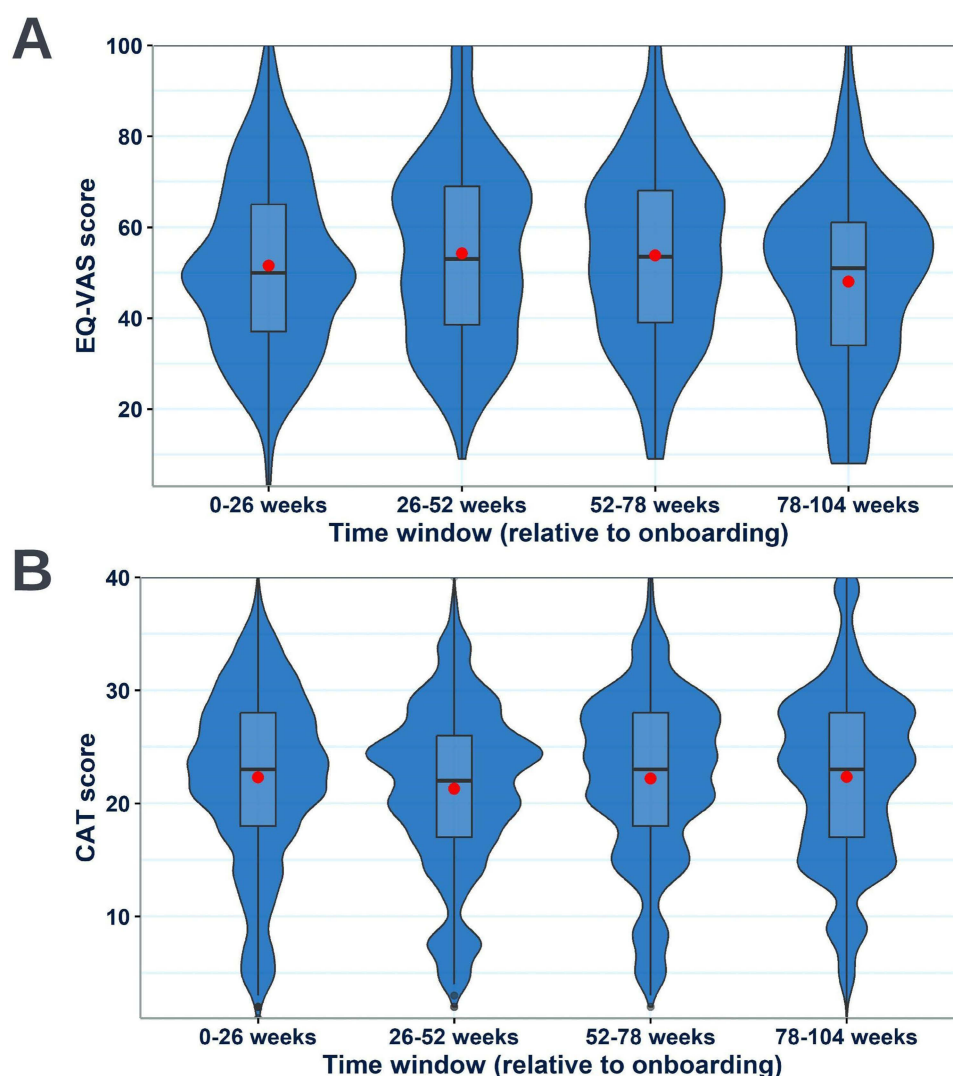 A
100
80
60
40
20
EQ-VAS score
0-26 weeks 26-52 weeks 52-78 weeks 78-104 weeks
Time window (relative to onboarding)
B
40
30
20
10
CAT score
0-26 weeks 26-52 weeks 52-78 weeks 78-104 weeks
Time window (relative to onboarding)